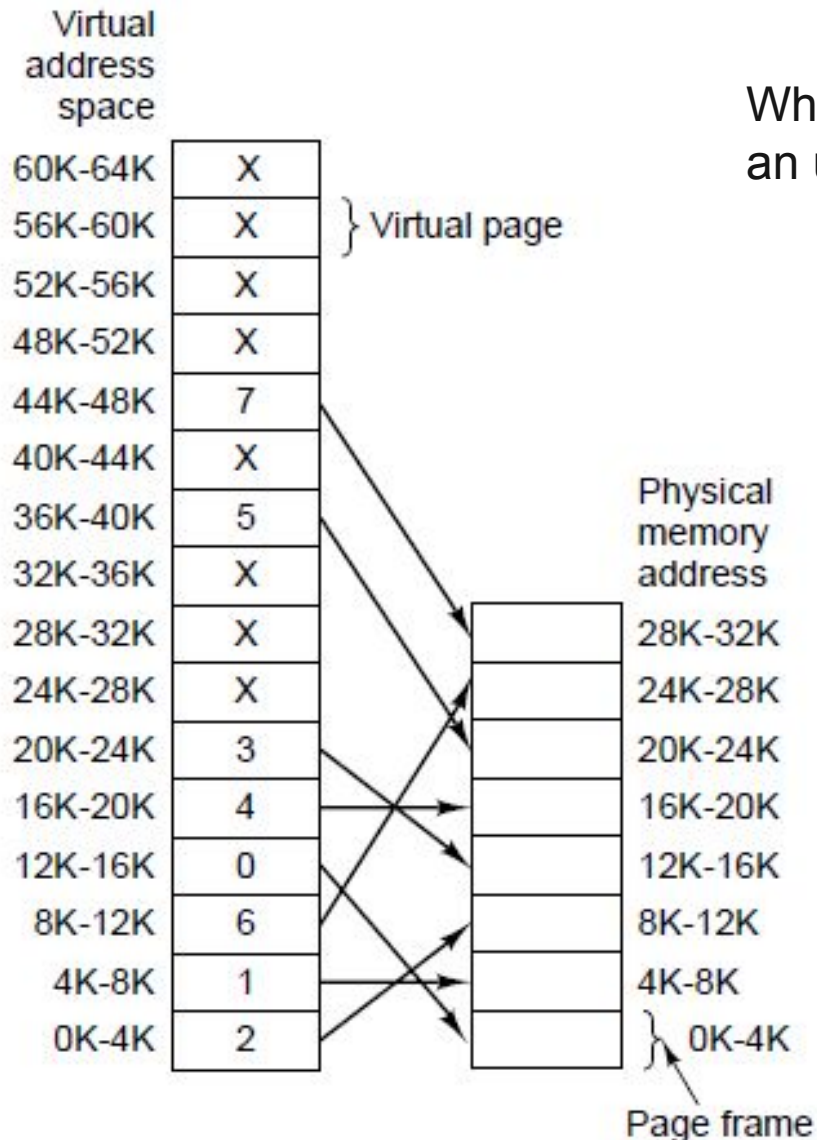 Virtual
address
space
Wh
an u
60K-64K X
56K-60K X } Virtual page
52K-56K X
48K-52K X
44K-48K 7
40K-44K X
36K-40K 5
32K-36K X
28K-32K X
24K-28K X
20K-24K 3
16K-20K 4
12K-16K 0
8K-12K 6
4K-8K 1
0K-4K 2
Physical
memory
address
28K-32K
24K-28K
20K-24K
16K-20K
12K-16K
8K-12K
4K-8K
0K-4K
Page frame